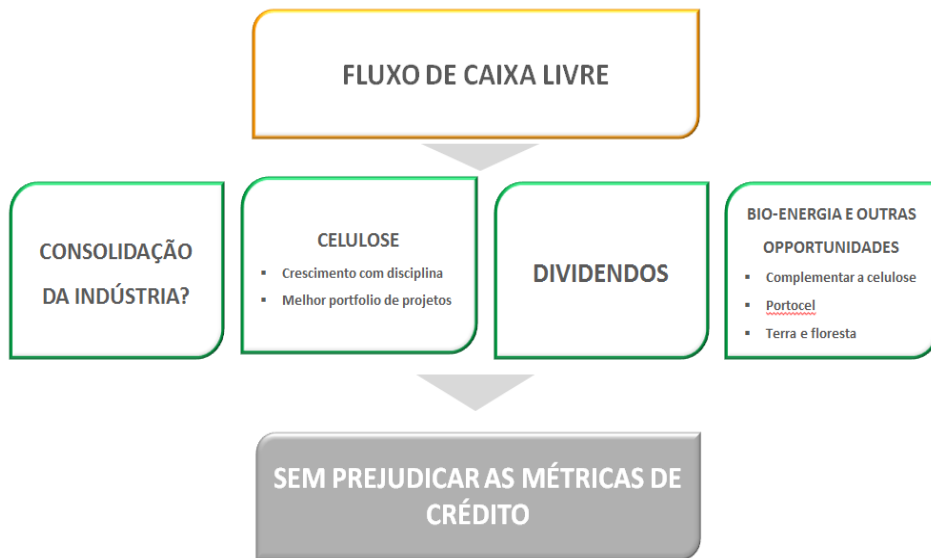 FLUXO DE CAIXA LIVRE
CONSOLIDAÇÃO
DA INDÚSTRIA?
CELULOSE
▪ Crescimento com disciplina
▪ Melhor portfolio de projetos
DIVIDENDOS
BIO-ENERGIA E OUTRAS
OPPORTUNIDADES
▪ Complementar a celulose
▪ Portocel
▪ Terra e floresta
SEM PREJUDICAR AS MÉTRICAS DE
CRÉDITO